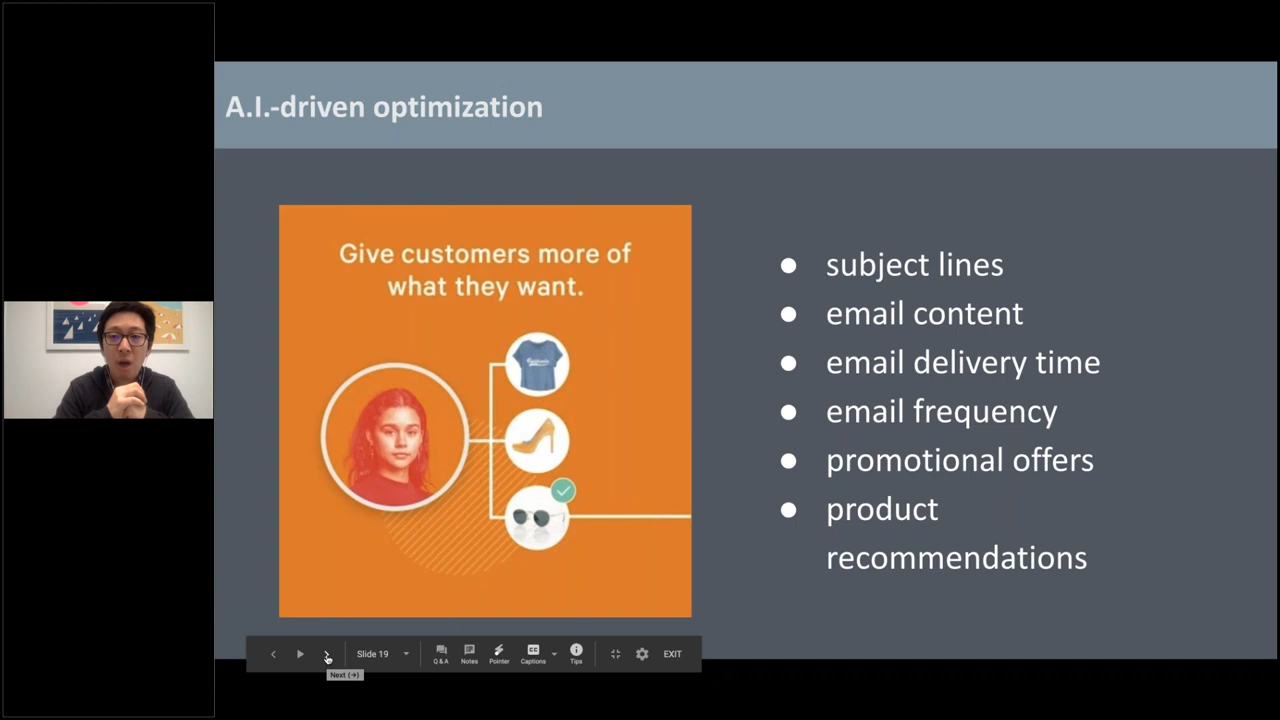 A.I.-driven optimization
Give customers more of
what they want.
● subject lines
● email content
● email delivery time
● email frequency
● promotional offers
● product
recommendations
Slide 19
Q & A
Notes
Pointer
CC
Captions
Tips
EXIT
Next (→)